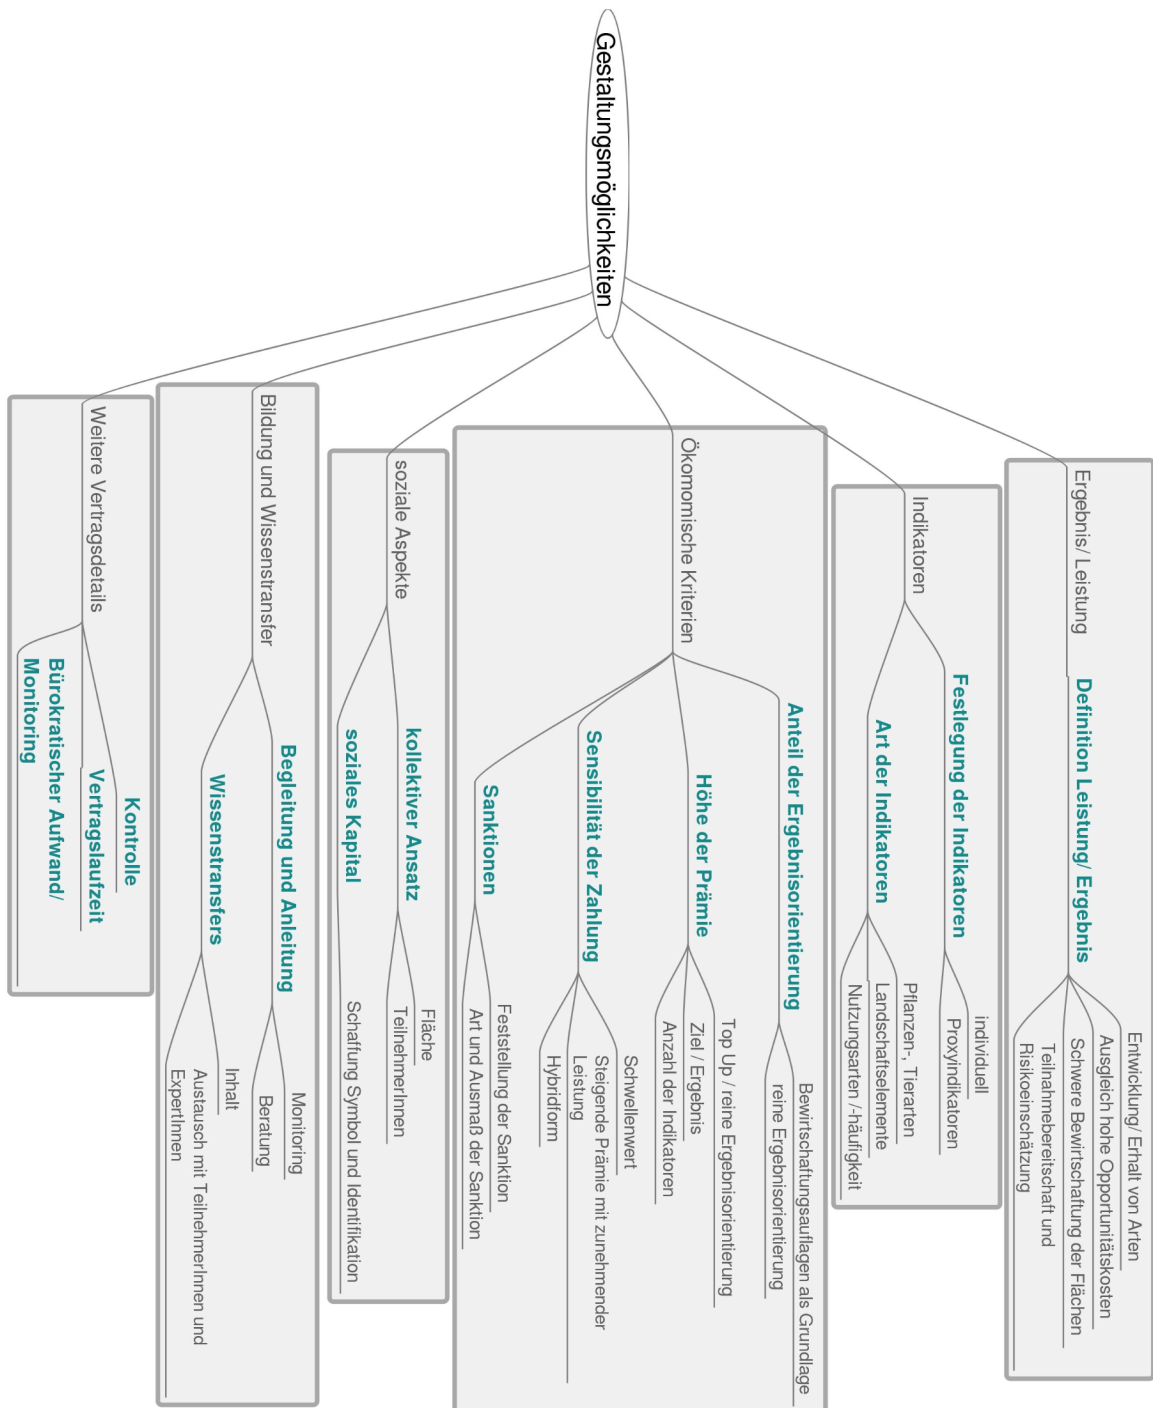 Gestaltungsmöglichkeiten
Ergebnis/ Leistung
Definition Leistung/ Ergebnis
Entwicklung/ Erhalt von Arten
Ausgleich hohe Opportunitätskosten
Schwere Bewirtschaftung der Flächen
Teilnahmebereitschaft und
Risikoeinschätzung
Indikatoren
Festlegung der Indikatoren
individuell
Proxyindikatoren
Art der Indikatoren
Pflanzen-, Tierarten
Landschaftselemente
Nutzungsarten /-häufigkeit
Ökomomische Kriterien
Anteil der Ergebnisorientierung
Bewirtschaftungsauflagen als Grundlage
reine Ergebnisorientierung
Höhe der Prämie
Top Up / reine Ergebnisorientierung
Ziel / Ergebnis
Anzahl der Indikatoren
Sensibilität der Zahlung
Schwellenwert
Steigende Prämie mit zunehmender
Leistung
Hybridform
Sanktionen
Feststellung der Sanktion
Art und Ausmaß der Sanktion
soziale Aspekte
kollektiver Ansatz
Fläche
TeilnehmerInnen
soziales Kapital
Schaffung Symbol und Identifikation
Bildung und Wissenstransfer
Begleitung und Anleitung
Monitoring
Beratung
Wissenstransfers
Inhalt
Austausch mit TeilnehmerInnen und
ExpertInnen
Weitere Vertragsdetails
Kontrolle
Vertragslaufzeit
Bürokratischer Aufwand/
Monitoring